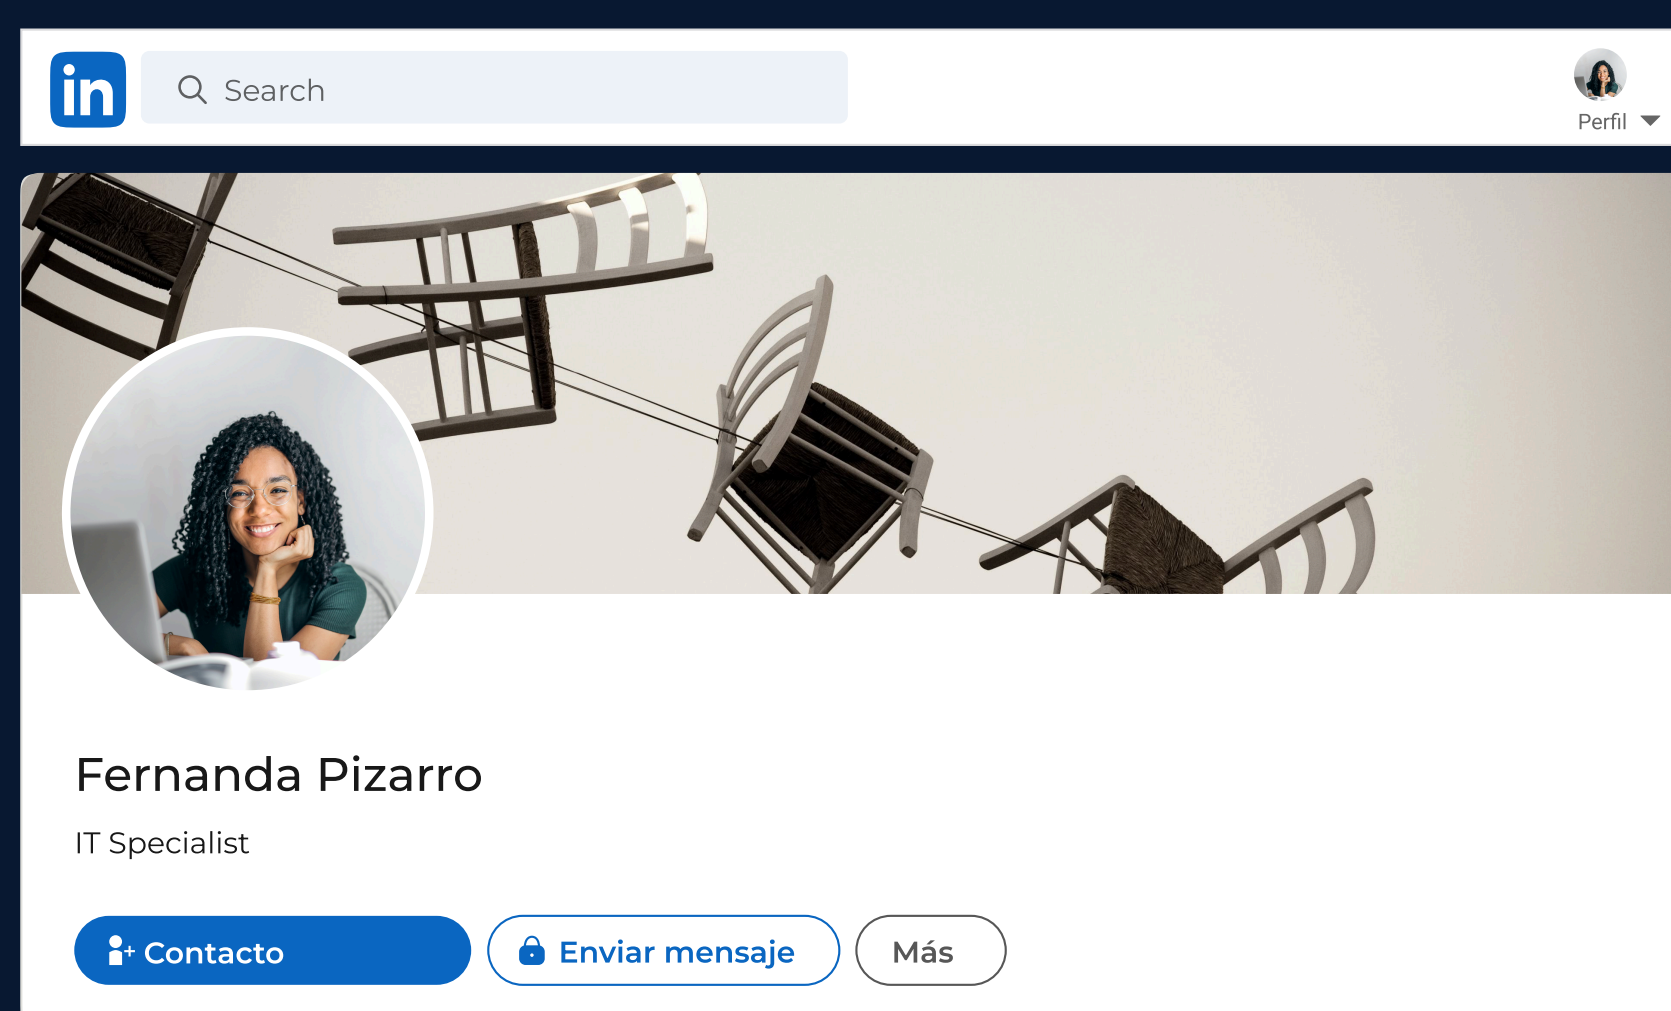 in
Search
Perfil
Fernanda Pizarro
IT Specialist
Contacto
Enviar mensaje
Más